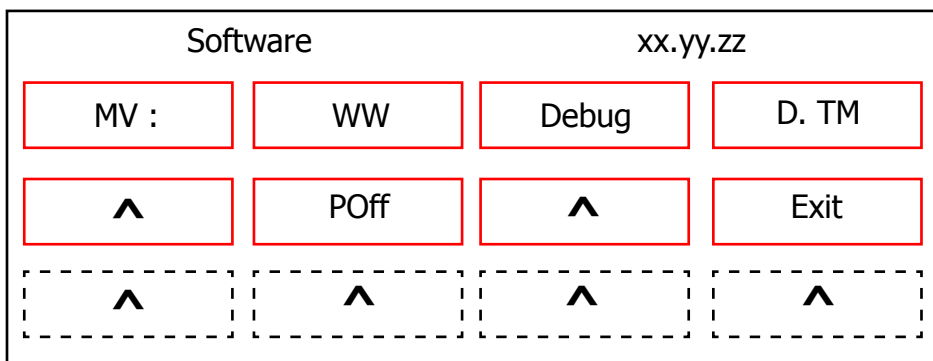 Software xx.yy.zz
MV : WW Debug D. TM
^ POff ^ Exit
^ ^ ^ ^